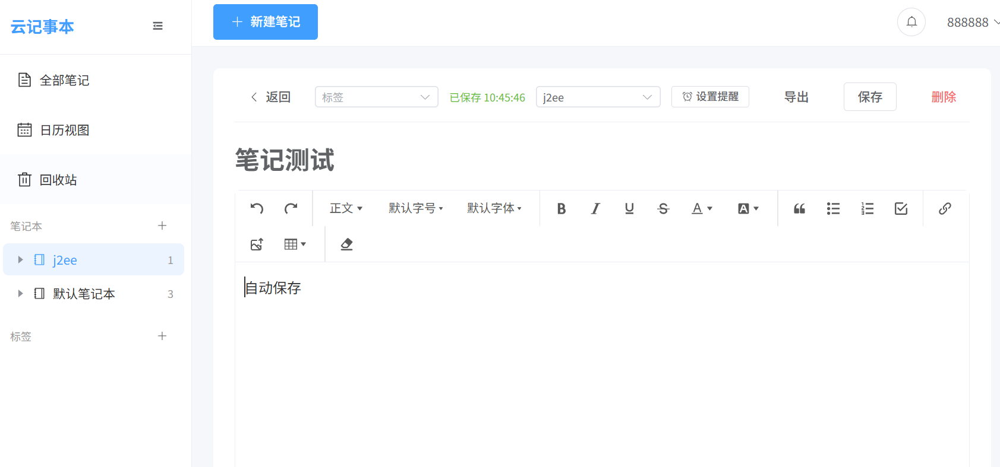 云记事本
新建笔记
888888
全部笔记
日历视图
回收站
笔记本
j2ee 1
默认笔记本 3
标签
返回 标签 已保存 10:45:46 j2ee 设置提醒 导出 保存 删除
笔记测试
正文 默认字号 默认字体 B I U S A A
自动保存